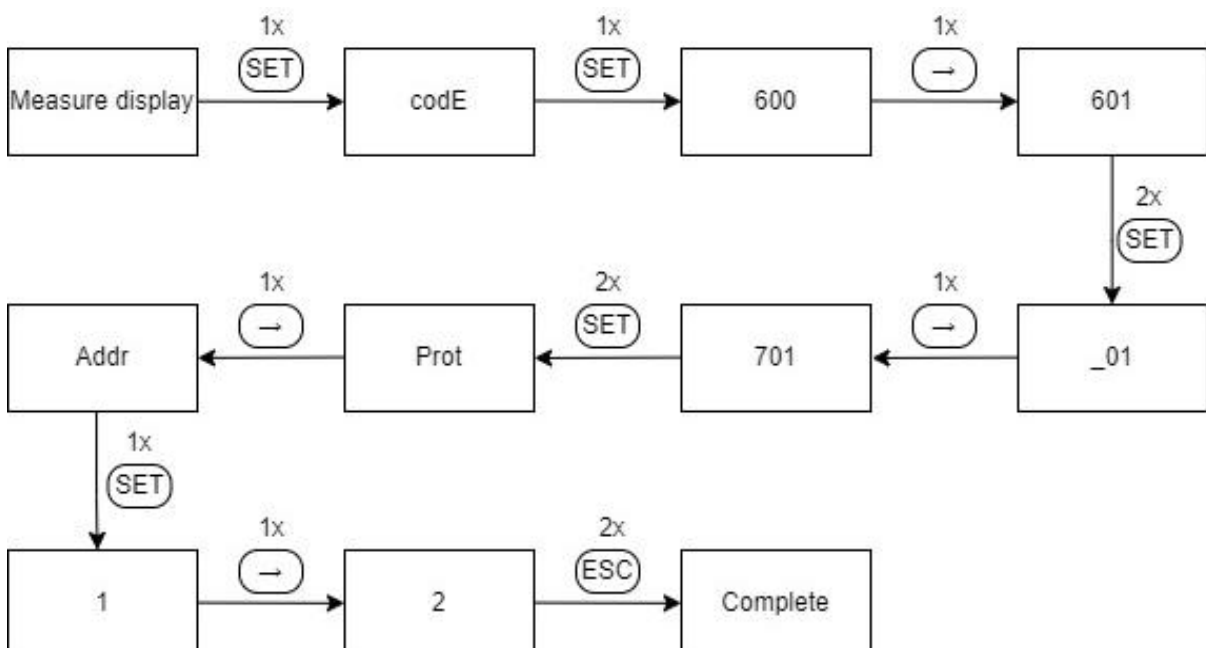 1x
SET
1x
SET
1x
→
Measure display
codE
600
601
2x
SET
1x
→
2x
SET
1x
→
Addr
Prot
701
_01
1x
SET
1x
→
2x
ESC
1
2
Complete